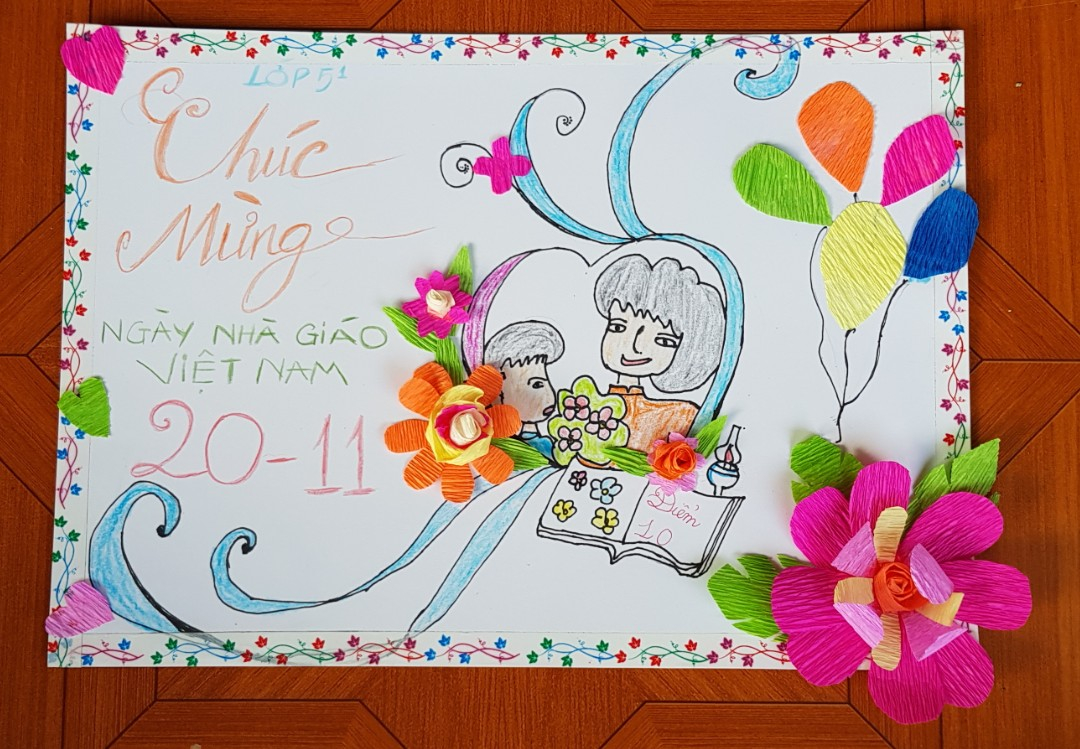 LỚP 5¹
Chúc
Mừng
NGÀY NHÀ GIÁO
VIỆT NAM
20-11
Điểm
10